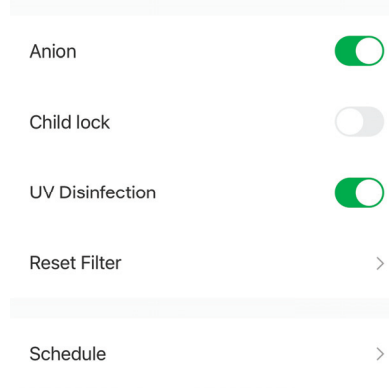 Anion
Child lock
UV Disinfection
Reset Filter
Schedule